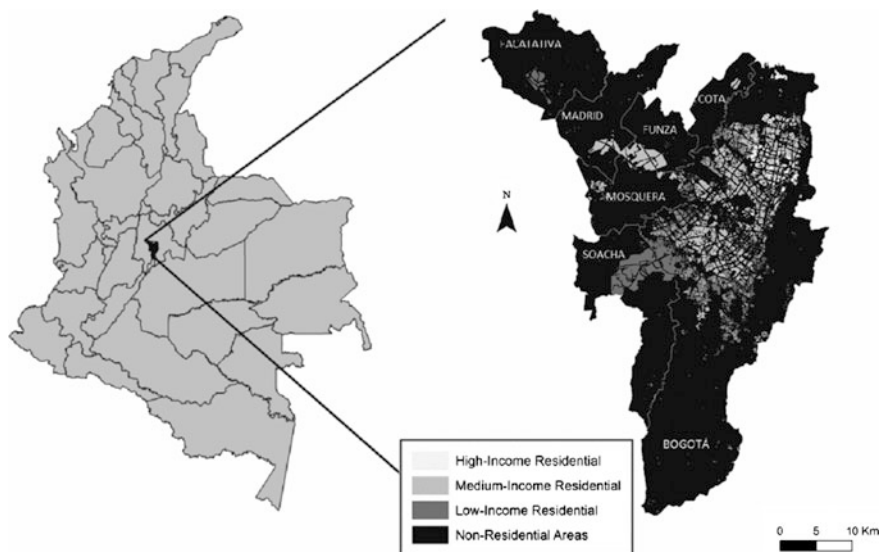 FACATATIVA
COTA
MADRID
FUNZA
MOSQUERA
N
SOACHA
BOGOTÁ
High-Income Residential
Medium-Income Residential
Low-Income Residential
Non-Residential Areas
0 5 10 Km